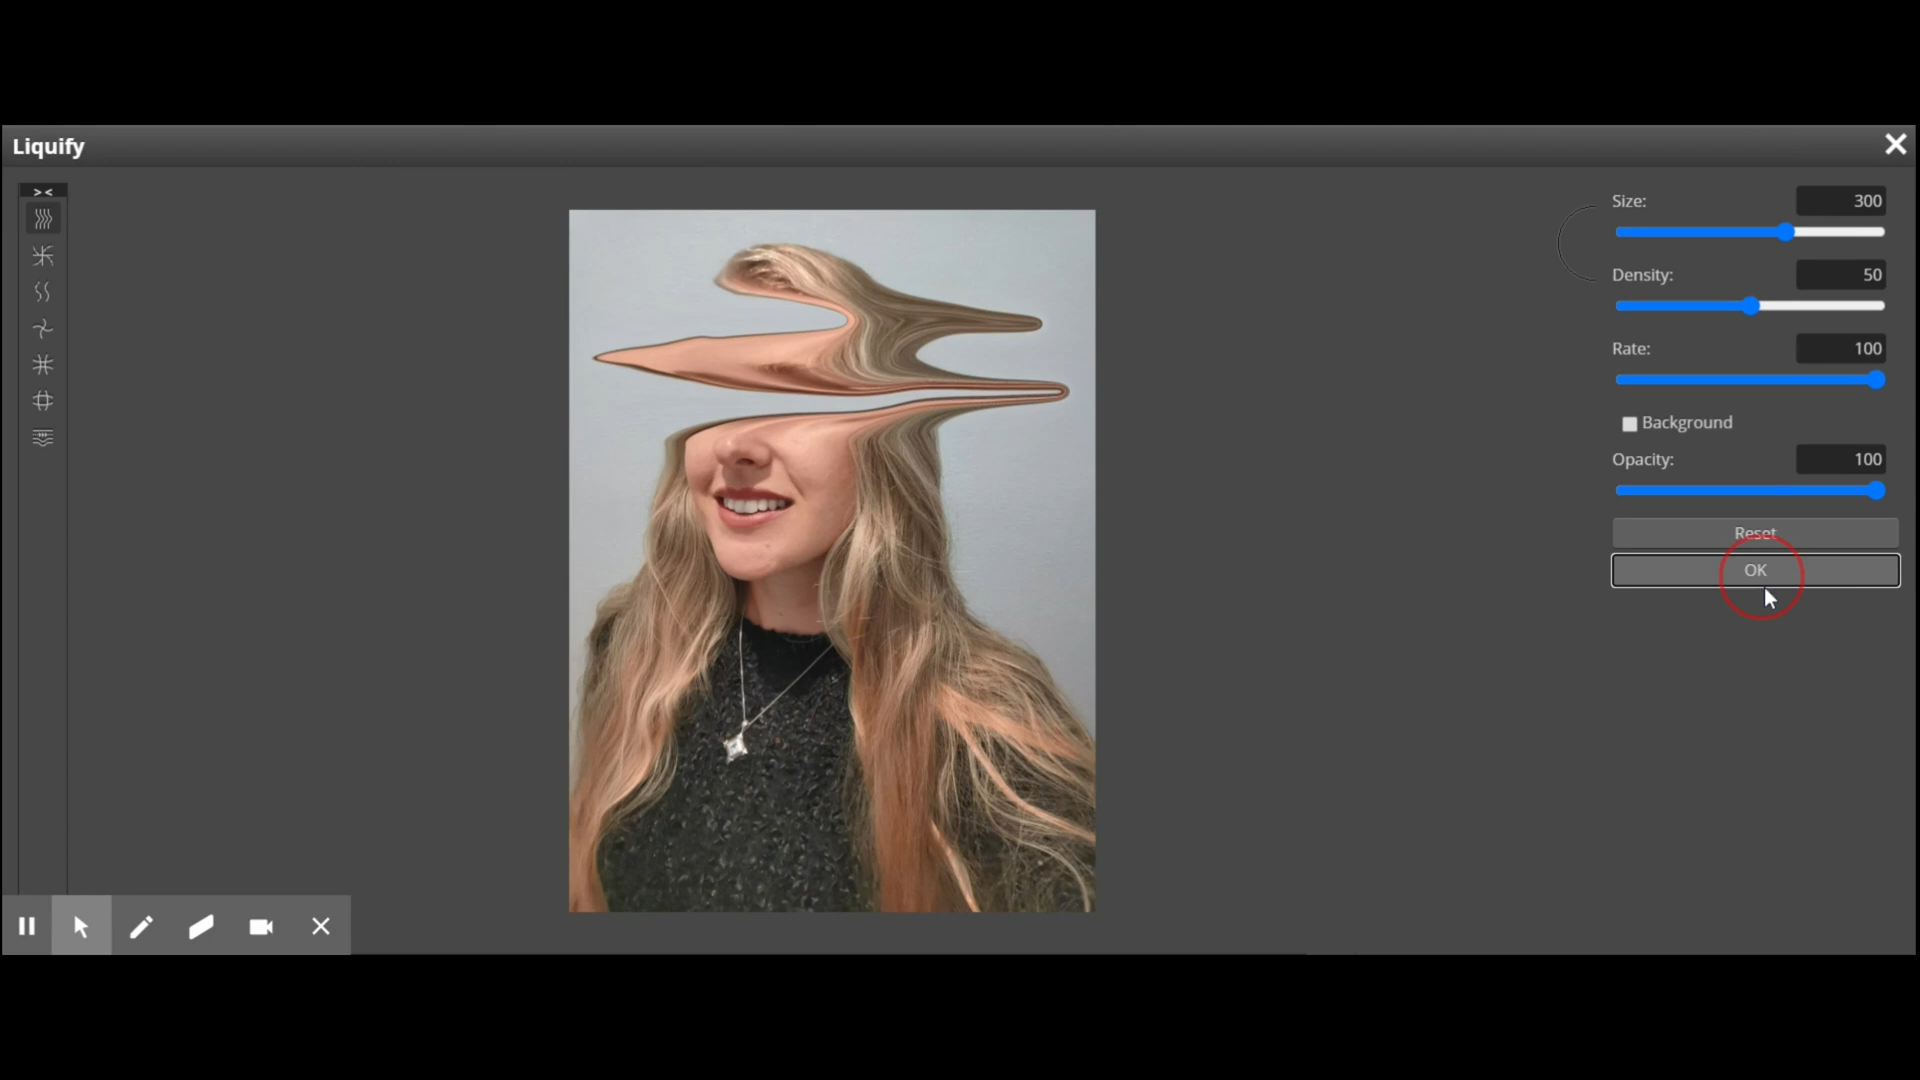 Liquify
Size: 300
Density: 50
Rate: 100
Background
Opacity: 100
Reset
OK